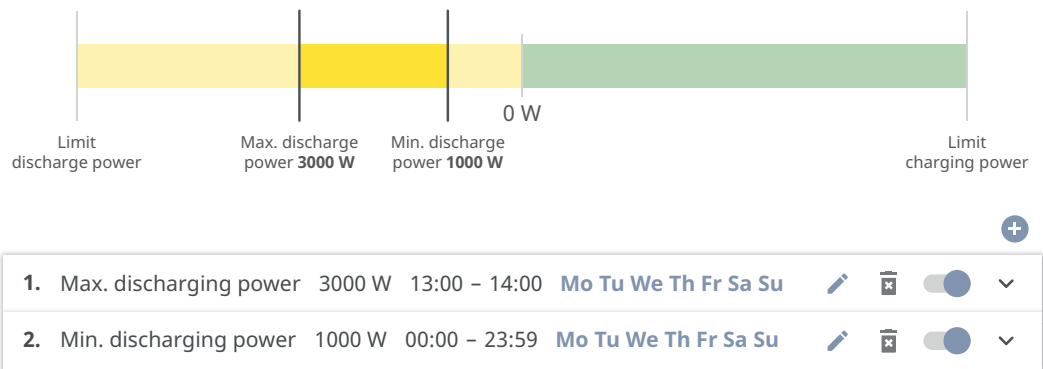 0 W
Limit
discharge power
Max. discharge
power 3000 W
Min. discharge
power 1000 W
Limit
charging power
1. Max. discharging power 3000 W 13:00 – 14:00 Mo Tu We Th Fr Sa Su
2. Min. discharging power 1000 W 00:00 – 23:59 Mo Tu We Th Fr Sa Su